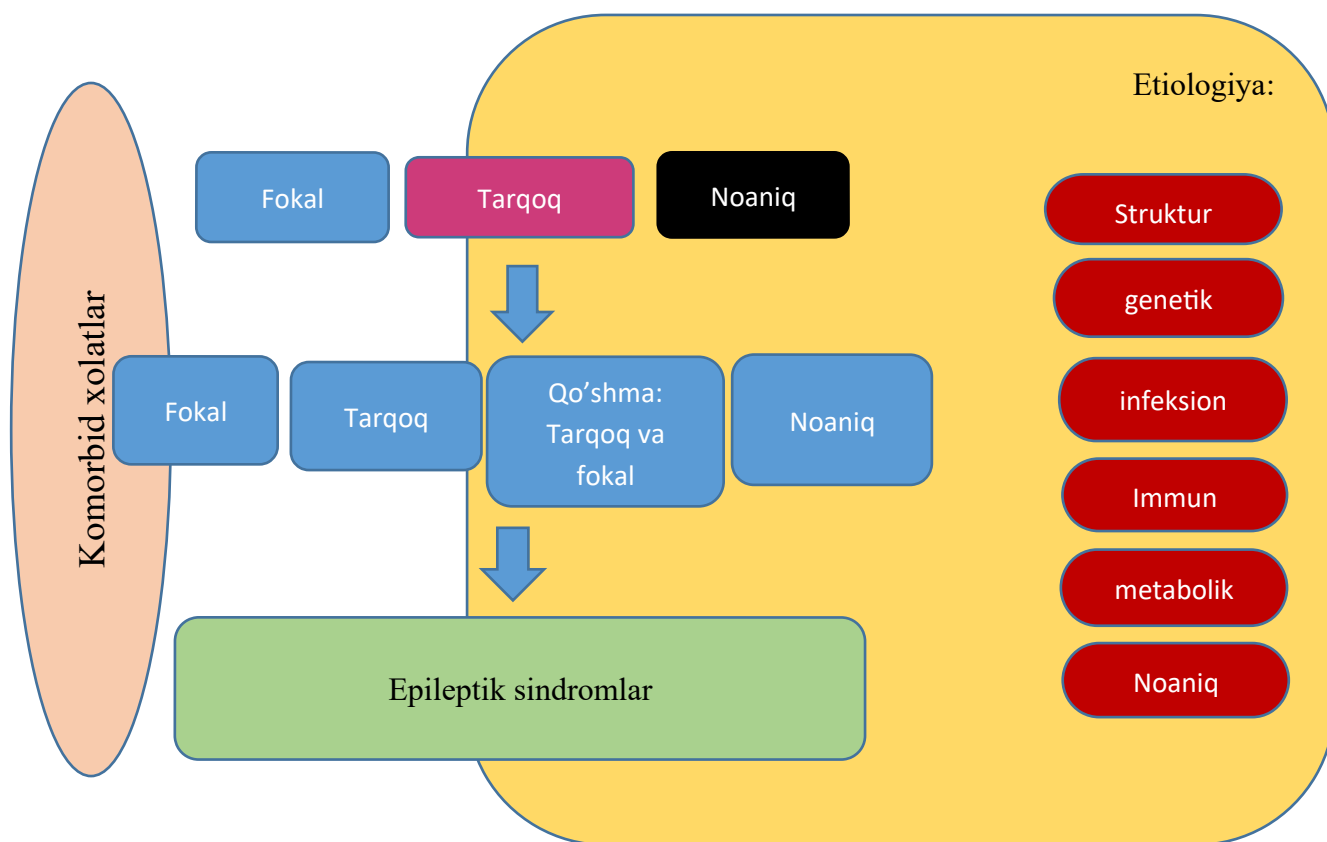 Etiologiya:
Fokal
Tarqoq
Noaniq
Komorbid xolatlar
Fokal
Tarqoq
Qo’shma:
Tarqoq va
fokal
Noaniq
Epileptik sindromlar
Struktur
genetik
infeksion
Immun
metabolik
Noaniq